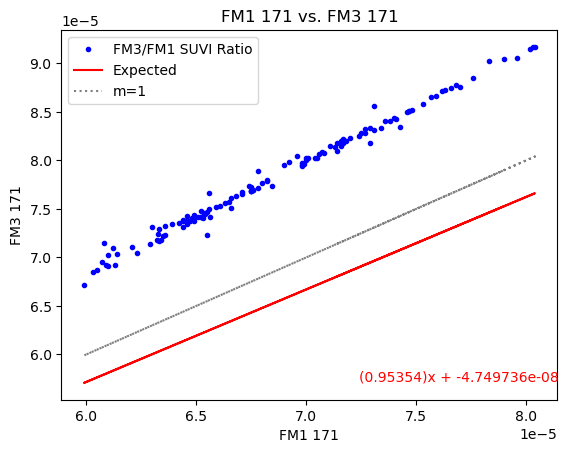 FM1 171 vs. FM3 171
1e−5
FM3/FM1 SUVI Ratio
Expected
m=1
9.0
8.5
8.0
7.5
7.0
6.5
6.0
FM3 171
(0.95354)x + -4.749736e-08
6.0 6.5 7.0 7.5 8.0
FM1 171
1e−5